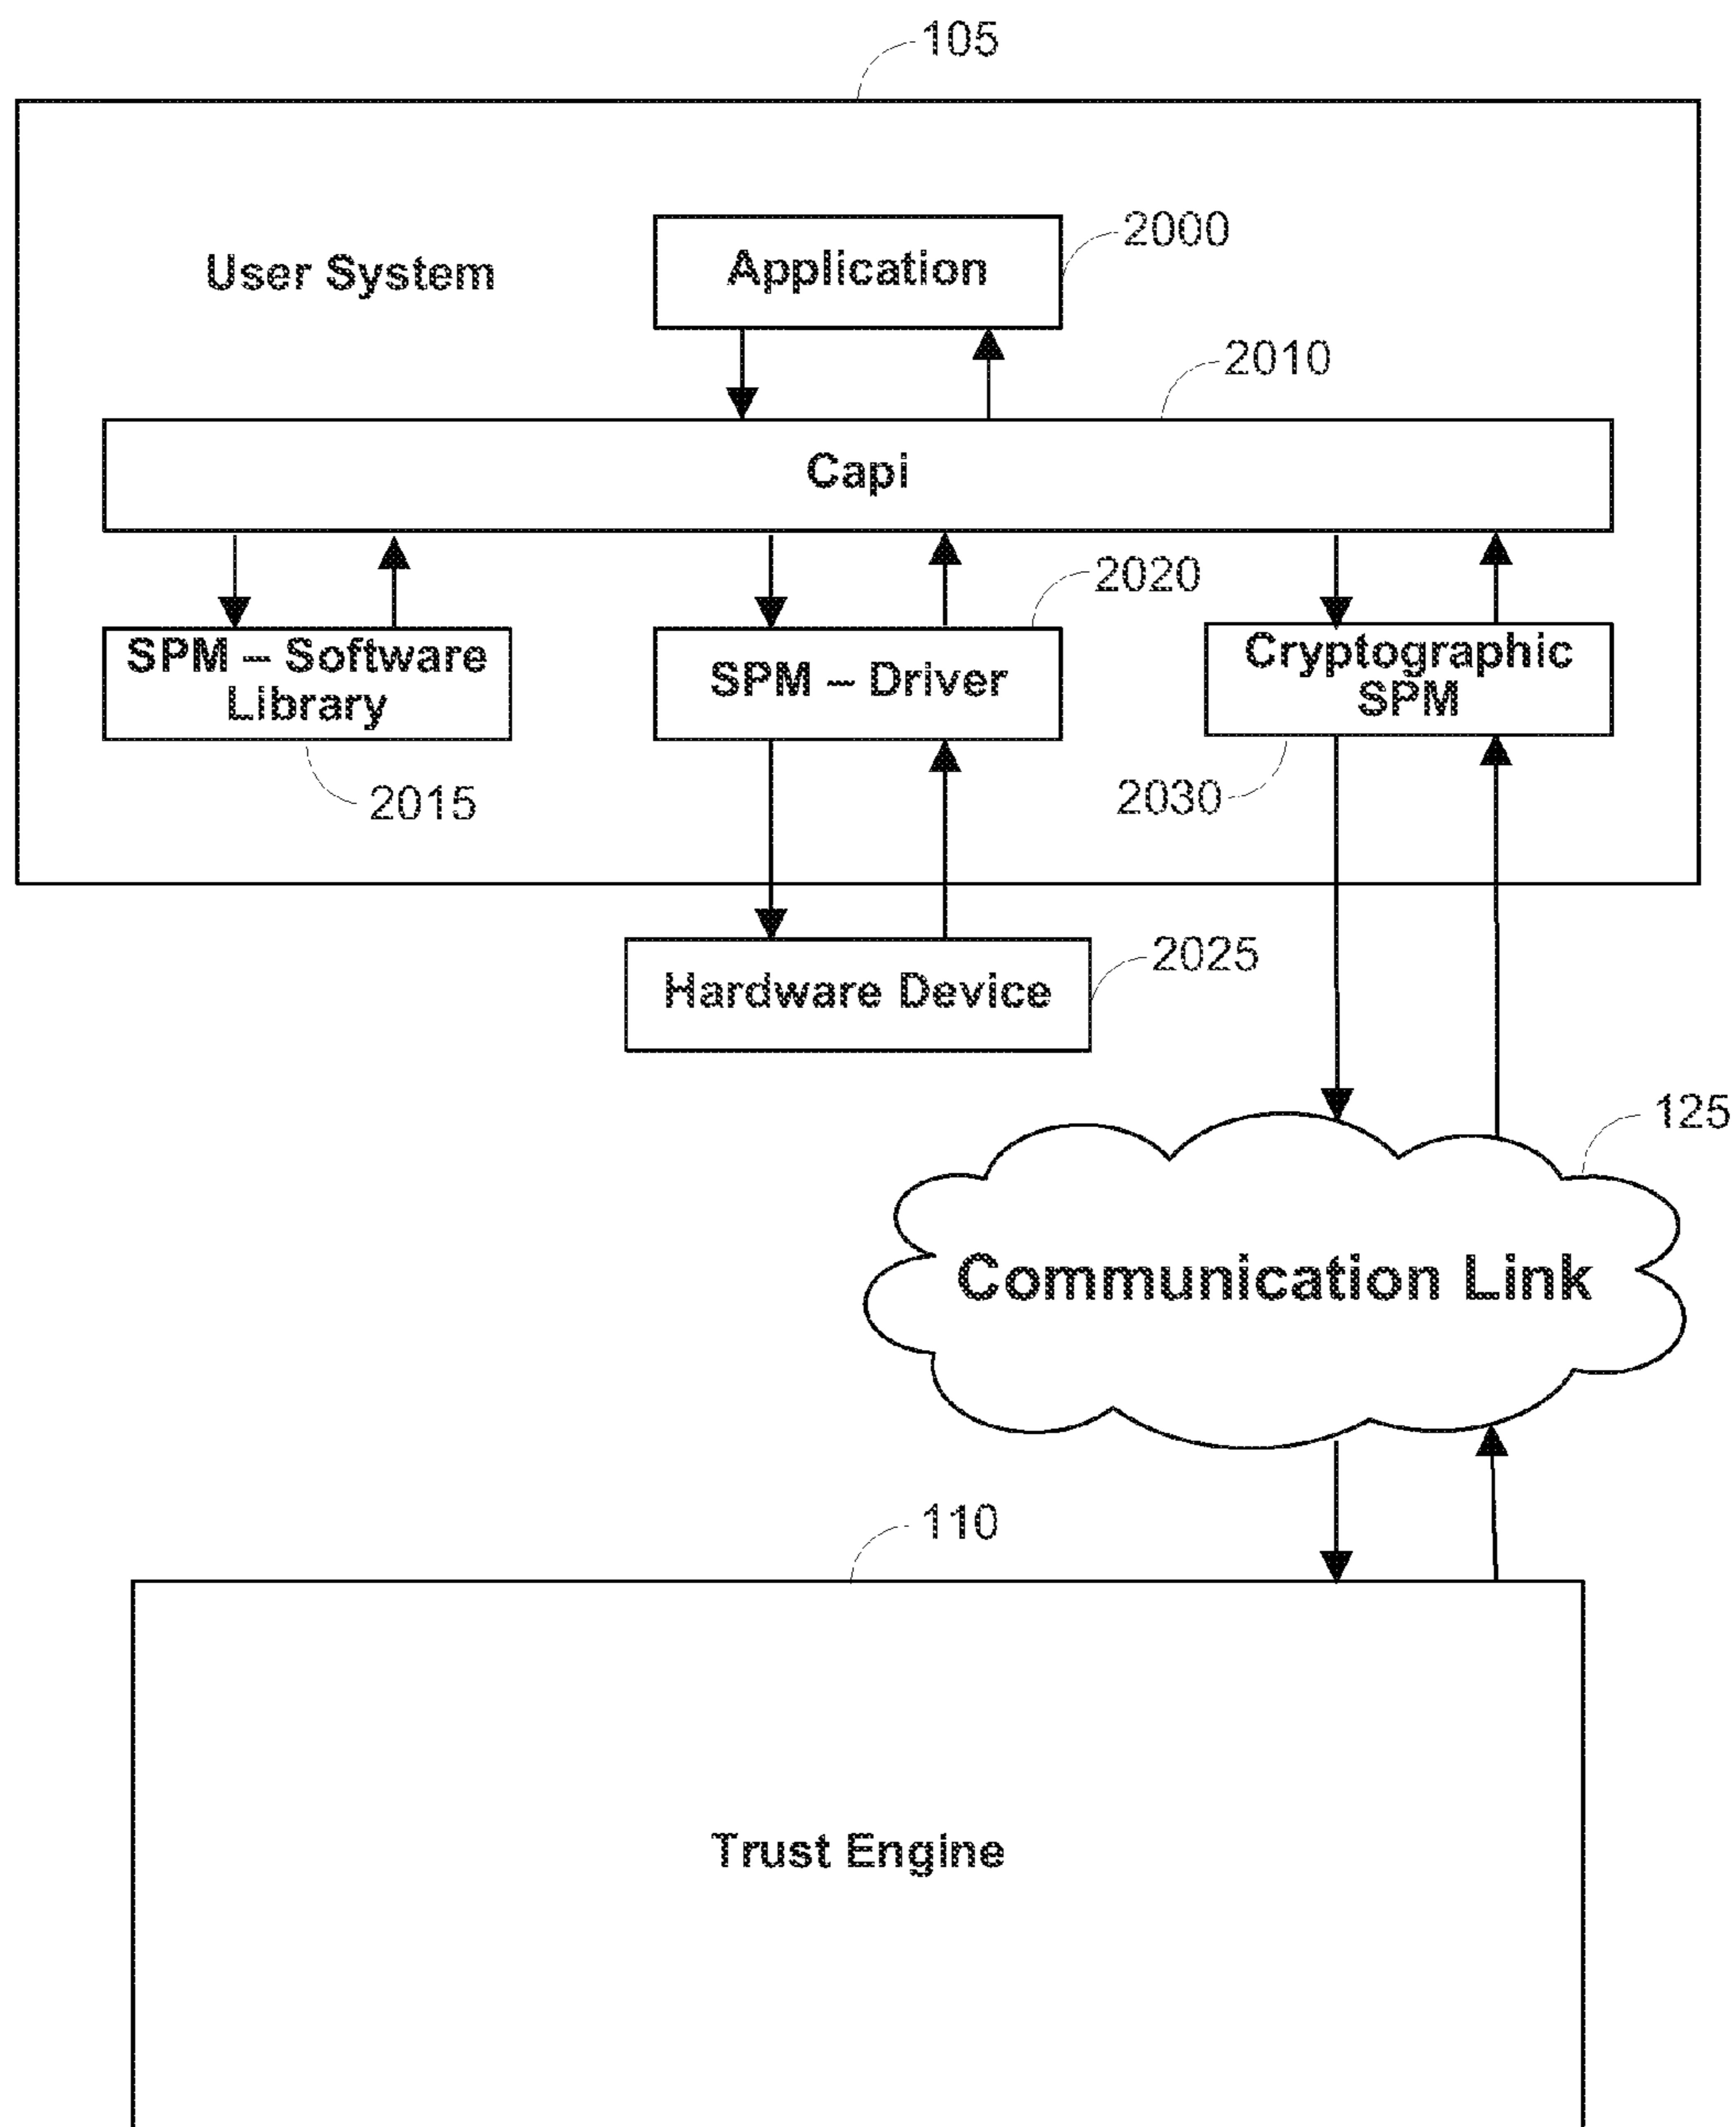 105
2000
User System
Application
2010
Capi
2020
SPM – Software
Library
SPM – Driver
Cryptographic
SPM
2015
2030
2025
Hardware Device
125
Communication Link
110
Trust Engine